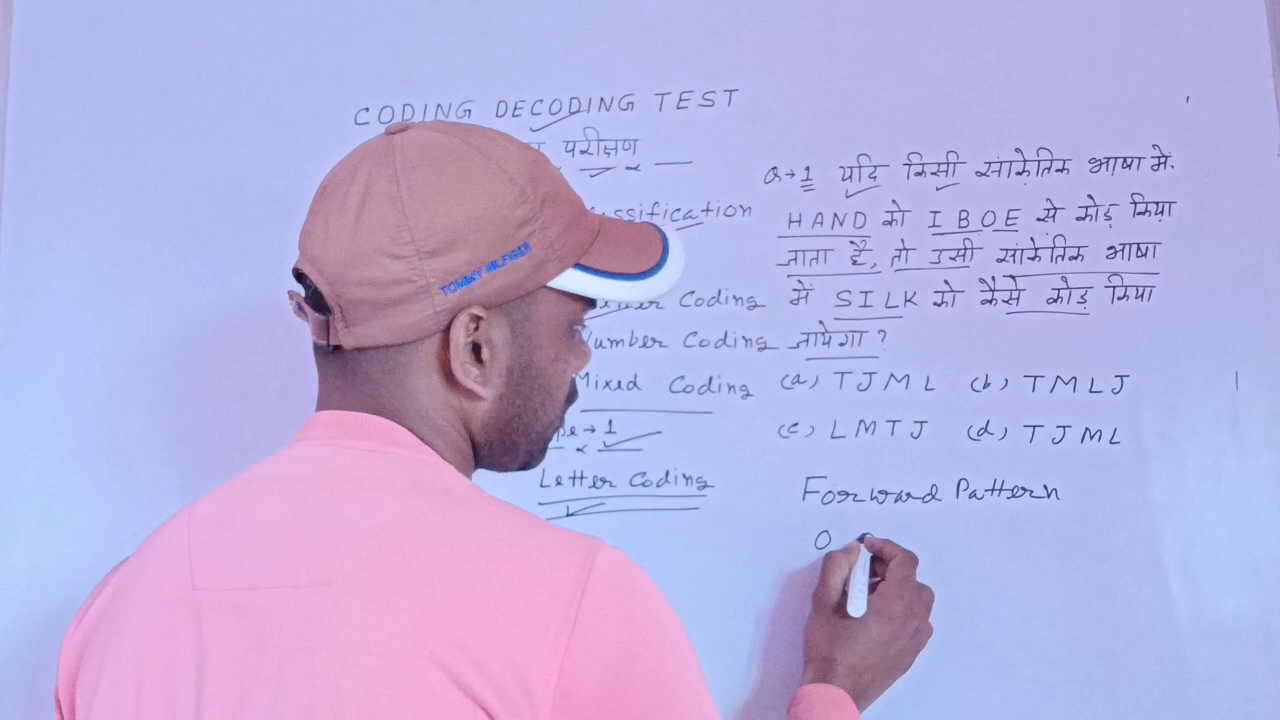 CODING DECODING TEST
परीक्षण
Q→1 यदि किसी सांकेतिक भाषा में.
HAND को IBOE से कोड़ किया
जाता है, तो उसी सांकेतिक भाषा
में SILK को कैसे कोड़ किया
जायेगा ?
(a) TJML (b) TMLJ
(c) LMTJ (d) TJML
Forward Pattern
Coding
Number Coding
Mixed Coding
→ 1
Letter Coding
TOMMY HILFIGER